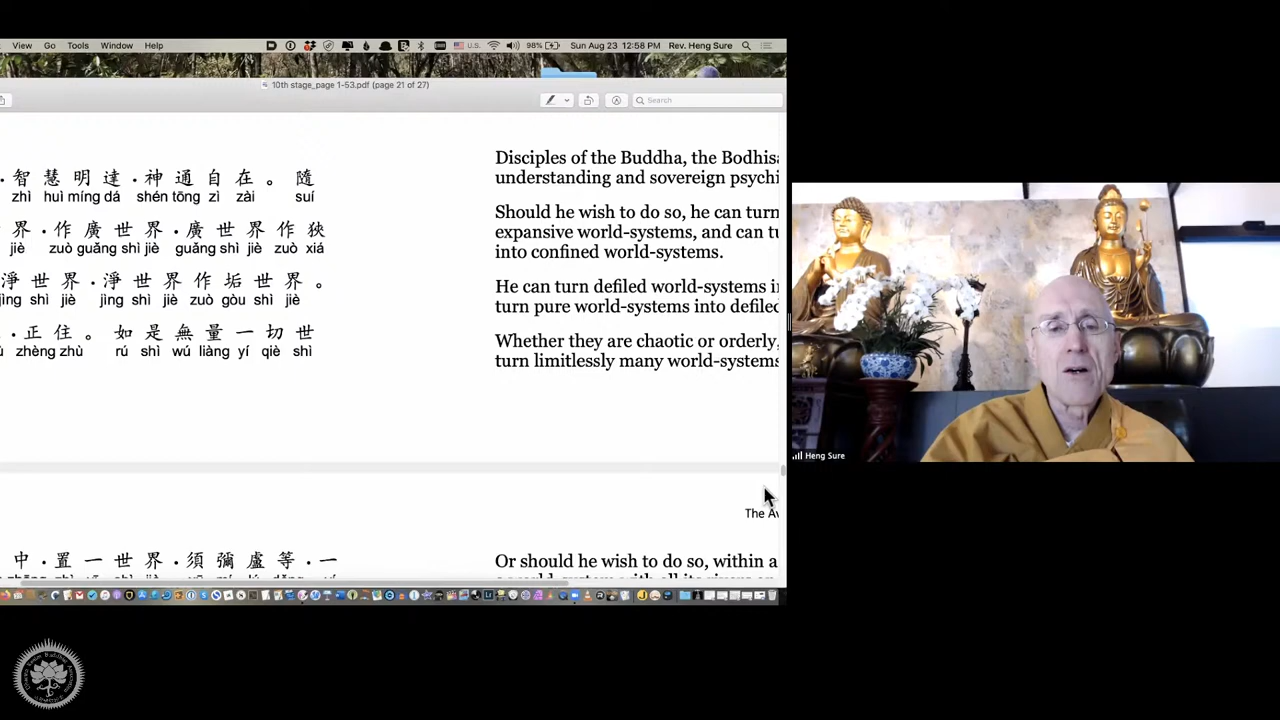 View Go Tools Window Help U.S. 98% Sun Aug 23 12:58 PM Rev. Heng Sure
10th stage_page 1-53.pdf (page 21 of 27)
Search
·智慧明達·神通自在。隨
zhì huì míng dá shén tōng zì zài suí
界·作廣世界·廣世界作狹
jiè zuò guǎng shì jiè guǎng shì jiè zuò xiá
淨世界·淨世界作垢世界。
jìng shì jiè jìng shì jiè zuò gòu shì jiè
正住。如是無量一切世
zhèng zhù rú shì wú liàng yí qiè shì
Disciples of the Buddha, the Bodhisa
understanding and sovereign psychi
Should he wish to do so, he can turn
expansive world-systems, and can tu
into confined world-systems.
He can turn defiled world-systems i
turn pure world-systems into defiled
Whether they are chaotic or orderly,
turn limitlessly many world-systems
The Av
中·置一世界·須彌盧等·一
Or should he wish to do so, within a
Heng Sure